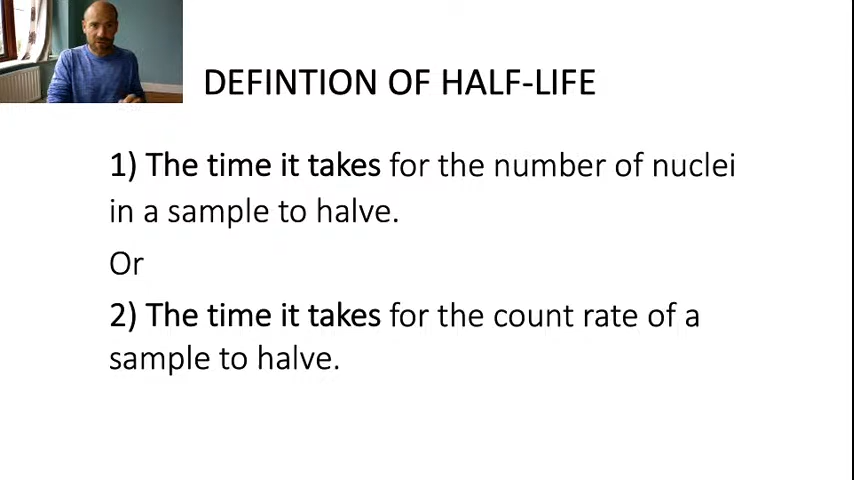 DEFINTION OF HALF-LIFE
1) The time it takes for the number of nuclei
in a sample to halve.
Or
2) The time it takes for the count rate of a
sample to halve.